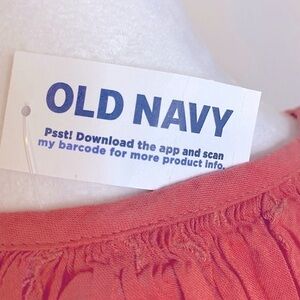 OLD NAVY
Psst! Download the app and scan
my barcode for more product info.